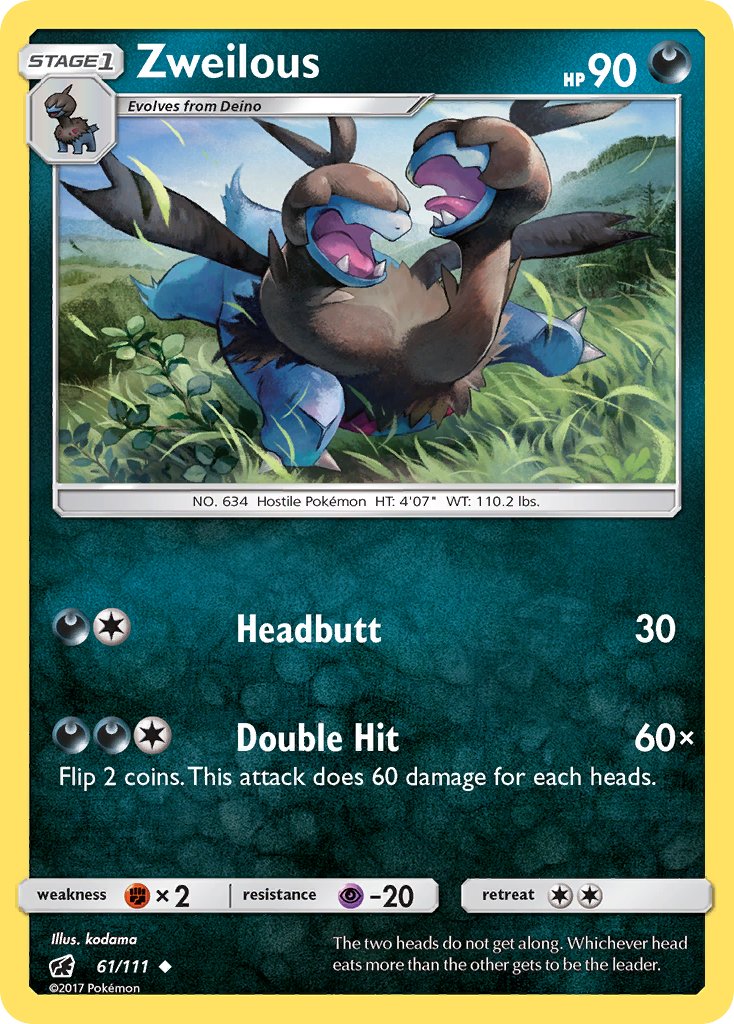 STAGE1
Zweilous
HP 90
Evolves from Deino
NO. 634 Hostile Pokémon HT: 4'07" WT: 110.2 lbs.
Headbutt 30
Double Hit 60×
Flip 2 coins. This attack does 60 damage for each heads.
weakness ×2 resistance -20 retreat
Illus. kodama
61/111
©2017 Pokémon
The two heads do not get along. Whichever head
eats more than the other gets to be the leader.